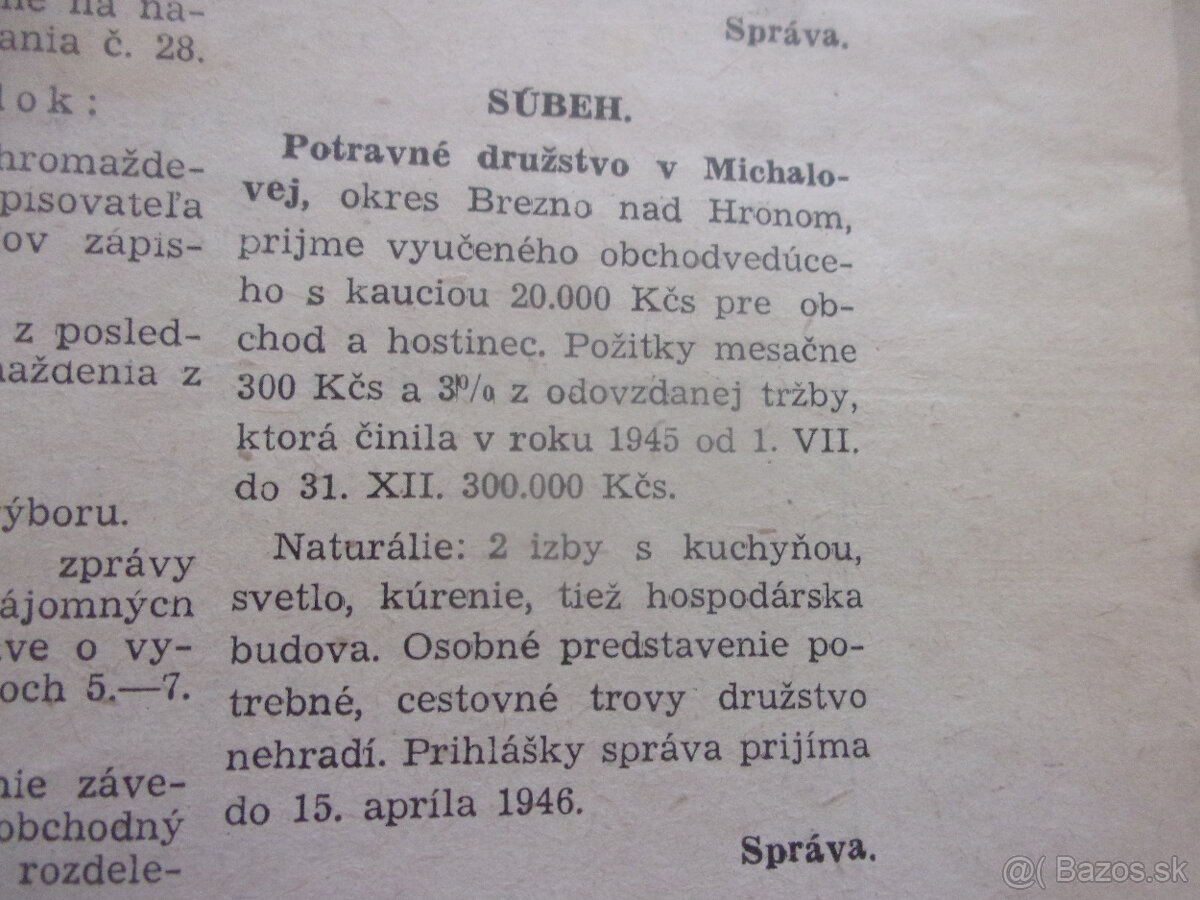 ania č. 28.
dok:
hromažde-
pisovateľa
ov zápis-
z posled-
aždenia z
ýboru.
zprávy
ájomných
ve o vy-
och 5.—7.
nie záve-
obchodný
rozdele-
Správa.
SÚBEH.
Potravné družstvo v Michalo-
vej, okres Brezno nad Hronom,
prijme vyučeného obchodvedúce-
ho s kauciou 20.000 Kčs pre ob-
chod a hostinec. Požitky mesačne
300 Kčs a 3% z odovzdanej tržby,
ktorá činila v roku 1945 od 1. VII.
do 31. XII. 300.000 Kčs.
Naturálie: 2 izby s kuchyňou,
svetlo, kúrenie, tiež hospodárska
budova. Osobné predstavenie po-
trebné, cestovné trovy družstvo
nehradí. Prihlášky správa prijíma
do 15. apríla 1946.
Správa.
@( Bazos.sk